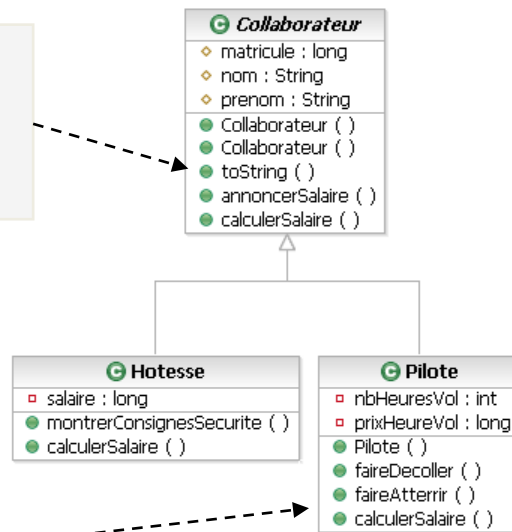 Collaborateur
matricule : long
nom : String
prenom : String
Collaborateur ( )
Collaborateur ( )
toString ( )
annoncerSalaire ( )
calculerSalaire ( )
Hotesse
salaire : long
montrerConsignesSecurite ( )
calculerSalaire ( )
Pilote
nbHeuresVol : int
prixHeureVol : long
Pilote ( )
faireDecoller ( )
faireAtterrir ( )
calculerSalaire ( )